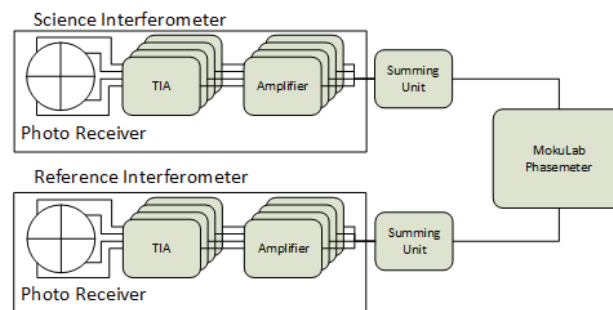 Science Interferometer
TIA
Amplifier
Summing
Unit
Photo Receiver
MokuLab
Phasemeter
Reference Interferometer
TIA
Amplifier
Summing
Unit
Photo Receiver